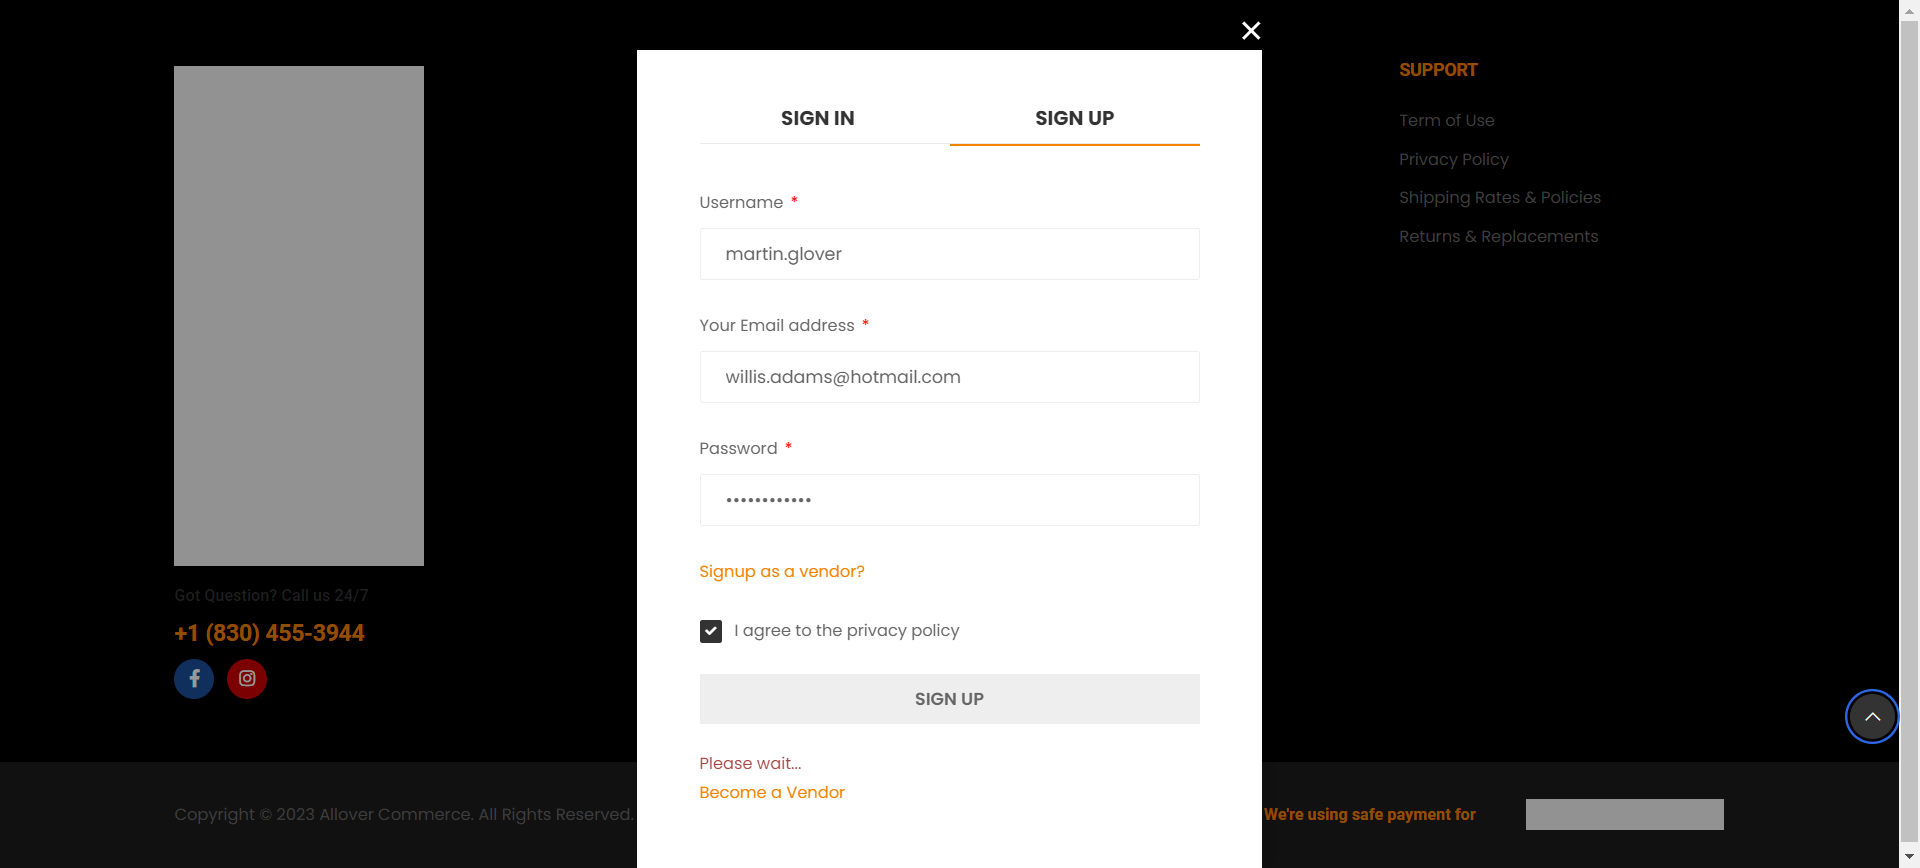 SIGN IN
SIGN UP
Username *
martin.glover
Your Email address *
willis.adams@hotmail.com
Password *
••••••••••••
Signup as a vendor?
I agree to the privacy policy
SIGN UP
Please wait...
Become a Vendor
SUPPORT
Term of Use
Privacy Policy
Shipping Rates & Policies
Returns & Replacements
Got Question? Call us 24/7
+1 (830) 455-3944
Copyright © 2023 Allover Commerce. All Rights Reserved.
We're using safe payment for